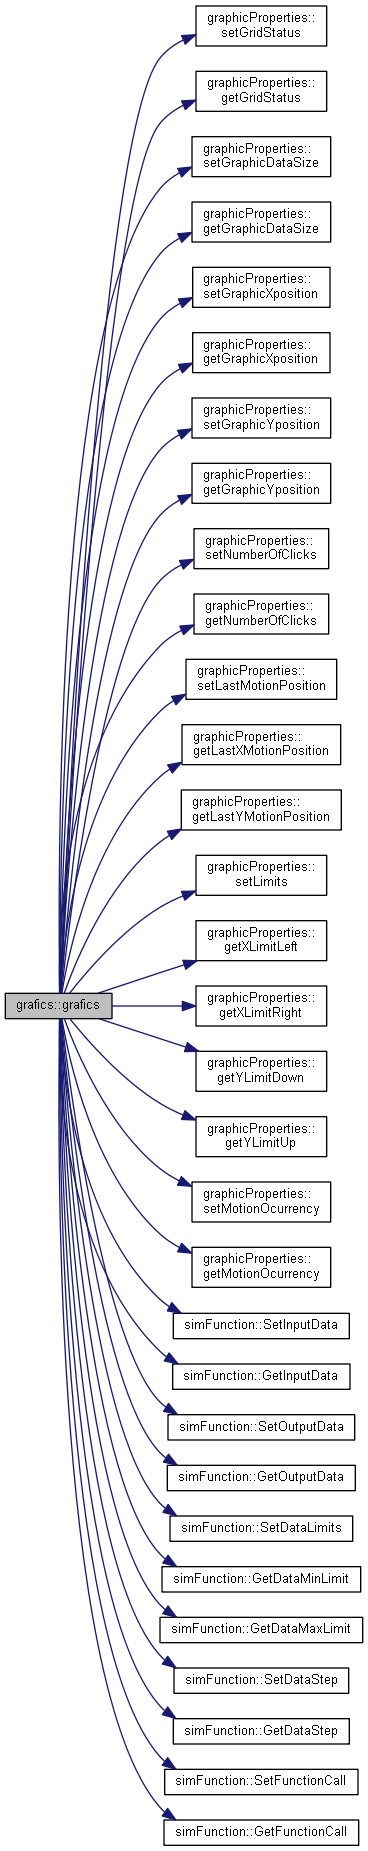 graphicProperties::
setGridStatus
graphicProperties::
getGridStatus
graphicProperties::
setGraphicDataSize
graphicProperties::
getGraphicDataSize
graphicProperties::
setGraphicXposition
graphicProperties::
getGraphicXposition
graphicProperties::
setGraphicYposition
graphicProperties::
getGraphicYposition
graphicProperties::
setNumberOfClicks
graphicProperties::
getNumberOfClicks
graphicProperties::
setLastMotionPosition
graphicProperties::
getLastXMotionPosition
graphicProperties::
getLastYMotionPosition
graphicProperties::
setLimits
graphicProperties::
getXLimitLeft
grafics::grafics
graphicProperties::
getXLimitRight
graphicProperties::
getYLimitDown
graphicProperties::
getYLimitUp
graphicProperties::
setMotionOcurrency
graphicProperties::
getMotionOcurrency
simFunction::SetInputData
simFunction::GetInputData
simFunction::SetOutputData
simFunction::GetOutputData
simFunction::SetDataLimits
simFunction::GetDataMinLimit
simFunction::GetDataMaxLimit
simFunction::SetDataStep
simFunction::GetDataStep
simFunction::SetFunctionCall
simFunction::GetFunctionCall